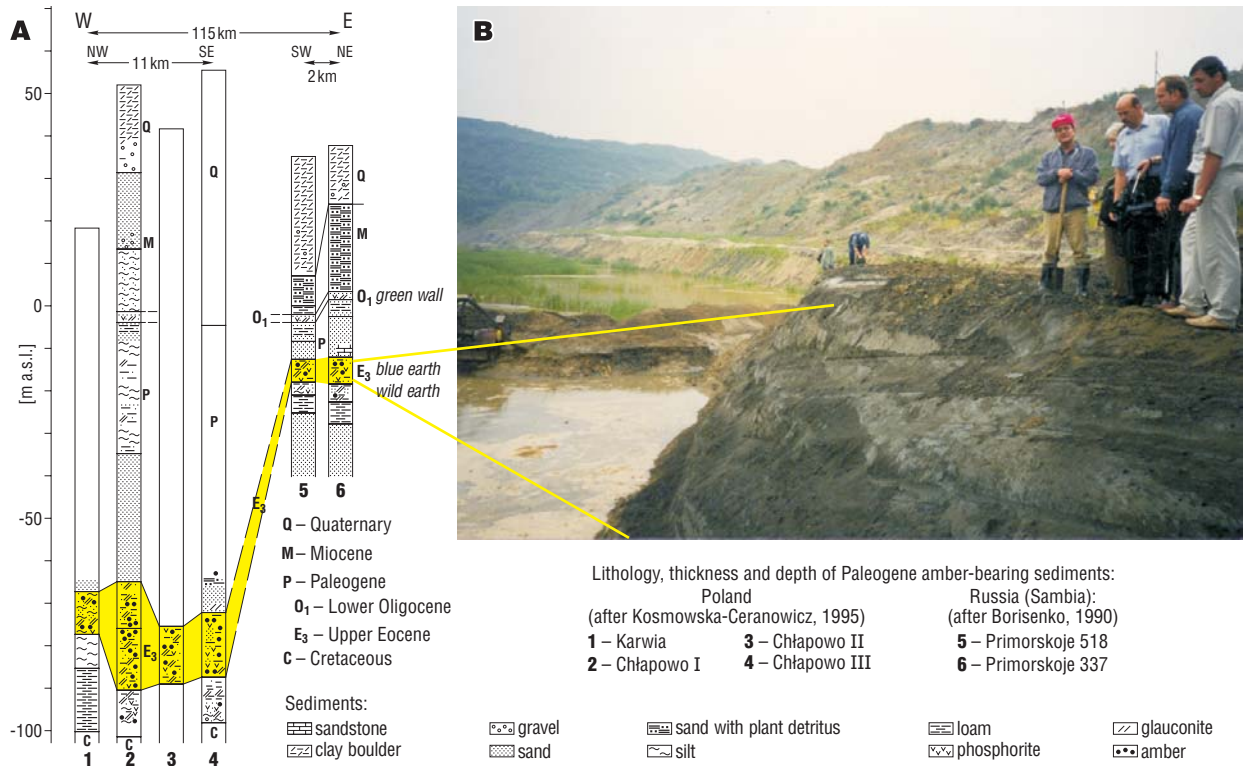 A
W E
115 km
NW SE SW NE
11 km 2 km
[m a.s.l.]
50
0
-50
-100
Q
M
P
C
1
C
2
E3
3
Q
P
C
4
E3
O1
P
5
Q
M
O1 green wall
E3 blue earth
wild earth
6
Q – Quaternary
M – Miocene
P – Paleogene
O1 – Lower Oligocene
E3 – Upper Eocene
C – Cretaceous
B
Lithology, thickness and depth of Paleogene amber-bearing sediments:
Poland
(after Kosmowska-Ceranowicz, 1995)
1 – Karwia 3 – Chłapowo II
2 – Chłapowo I 4 – Chłapowo III
Russia (Sambia):
(after Borisenko, 1990)
5 – Primorskoje 518
6 – Primorskoje 337
Sediments:
sandstone gravel sand with plant detritus loam glauconite
clay boulder sand silt phosphorite amber